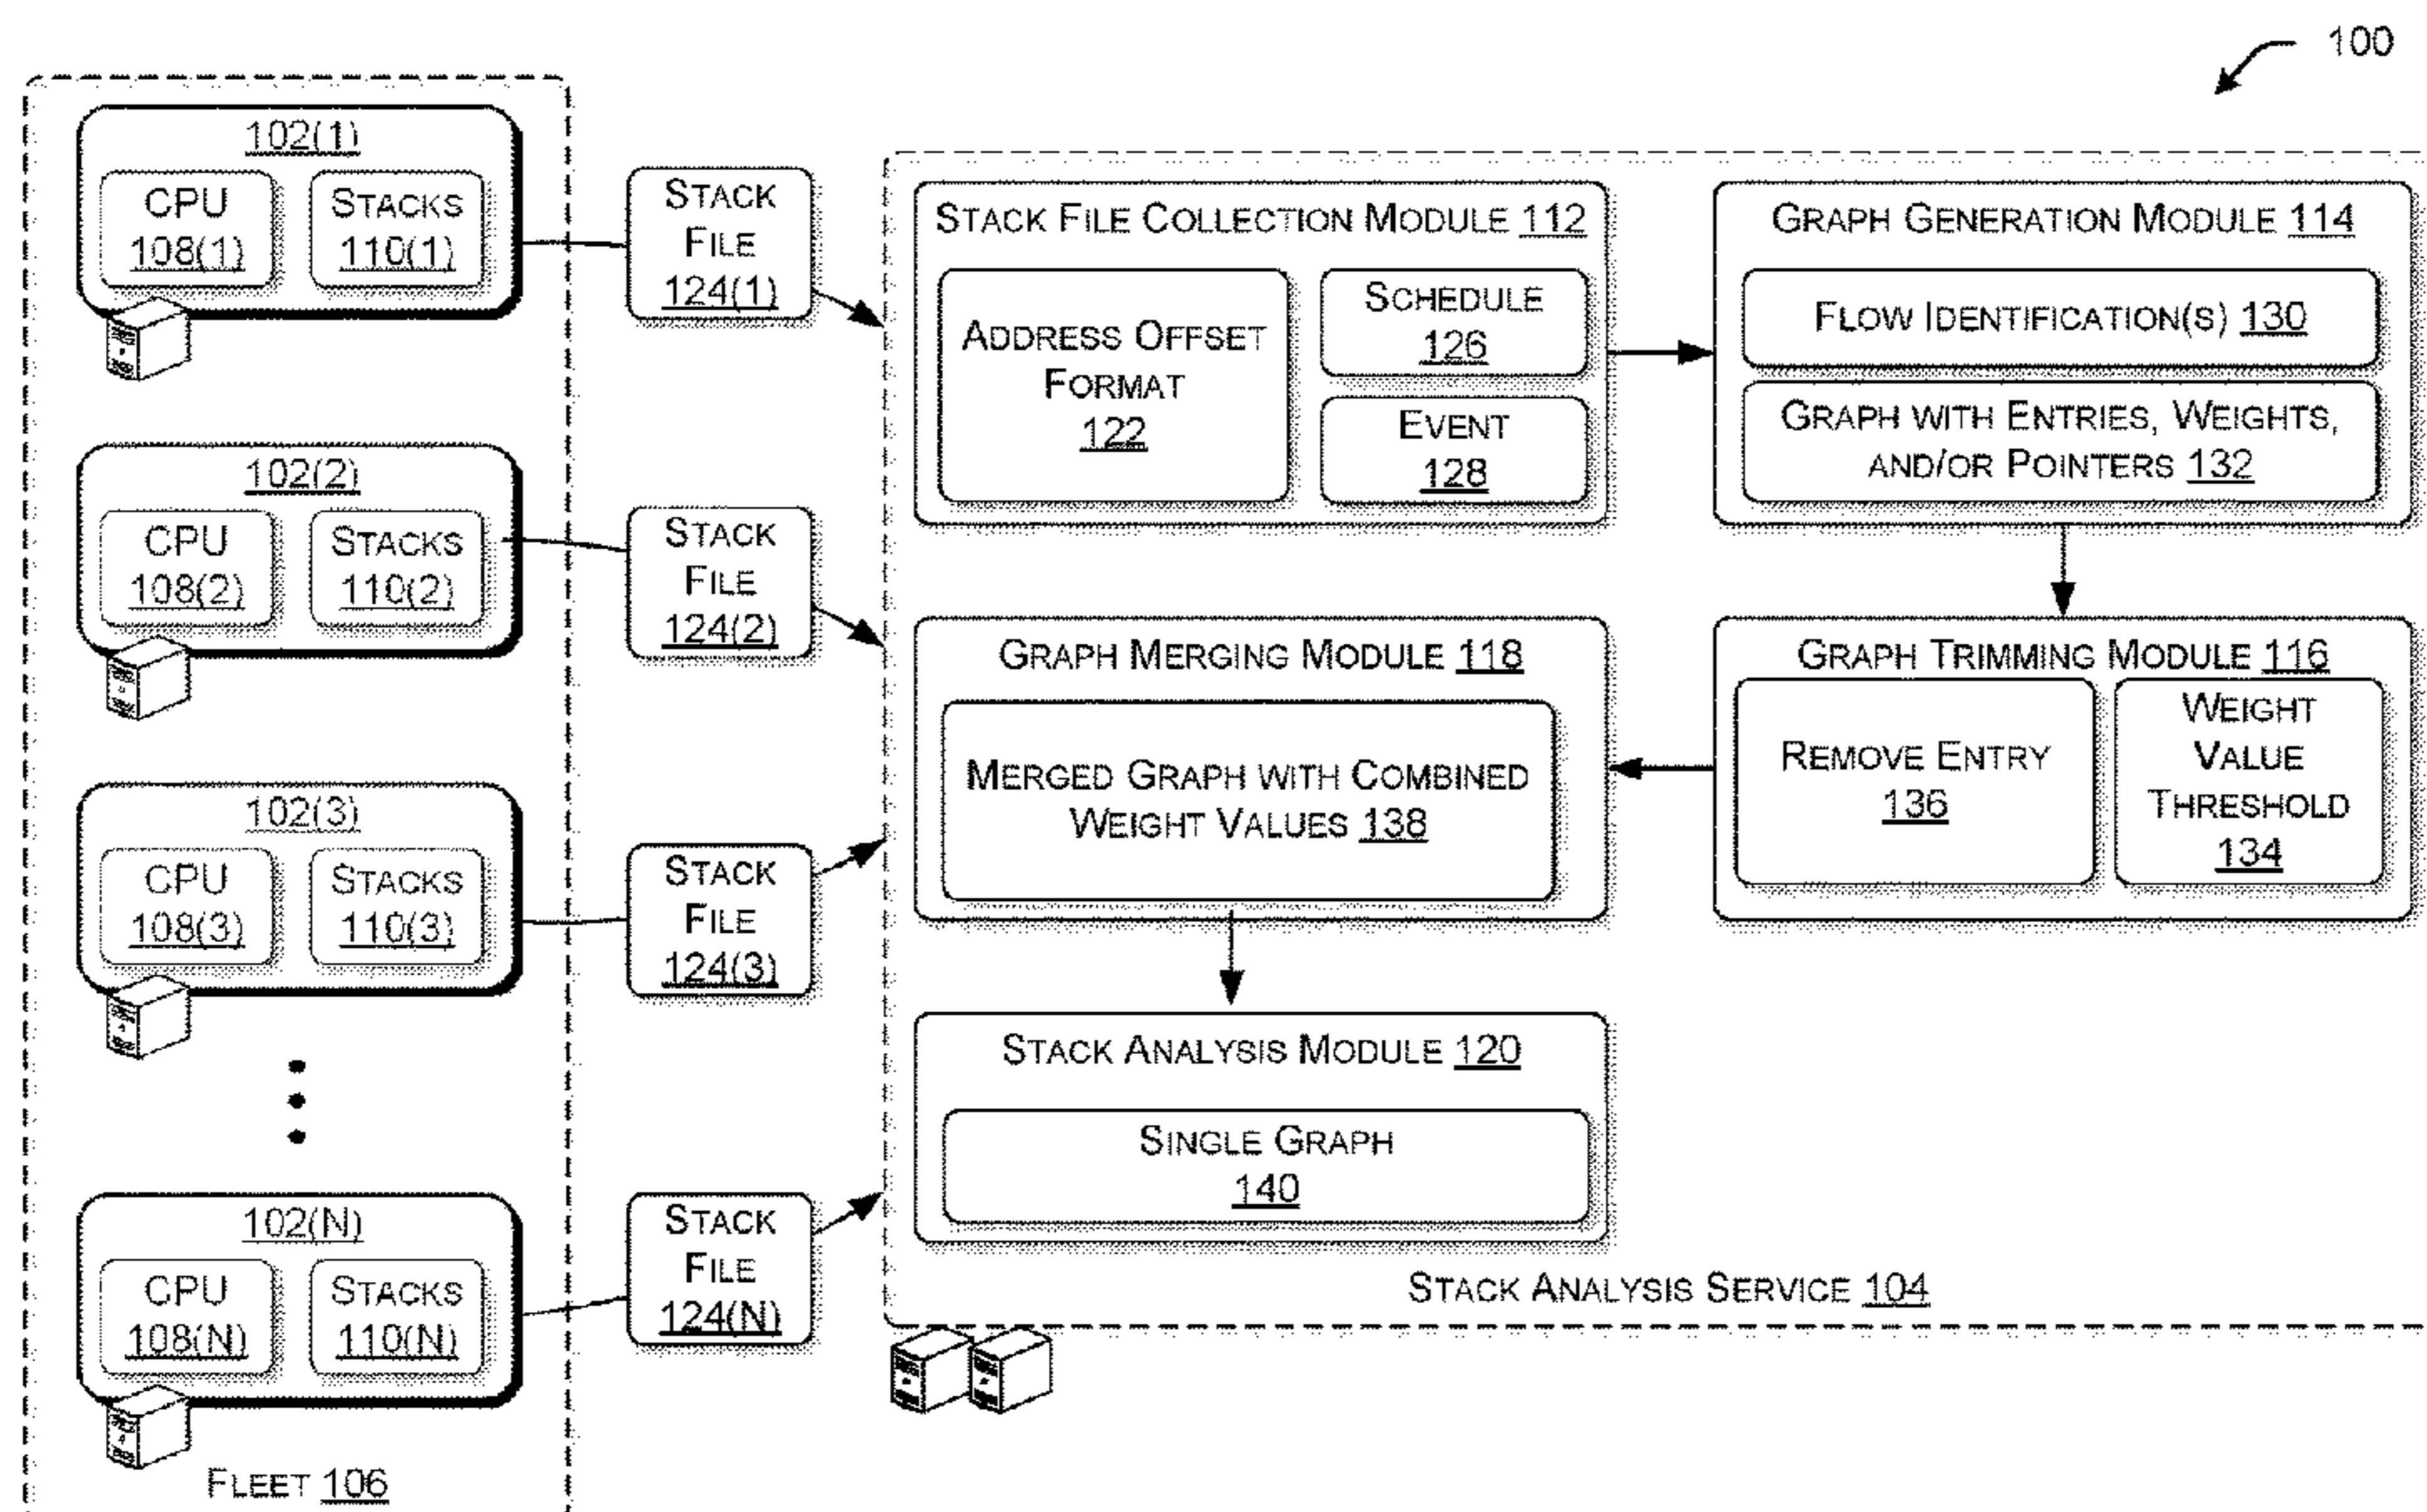 100
102(1)
CPU
108(1)
STACKS
110(1)
102(2)
CPU
108(2)
STACKS
110(2)
102(3)
CPU
108(3)
STACKS
110(3)
102(N)
CPU
108(N)
STACKS
110(N)
FLEET 106
STACK
FILE
124(1)
STACK
FILE
124(2)
STACK
FILE
124(3)
STACK
FILE
124(N)
STACK FILE COLLECTION MODULE 112
ADDRESS OFFSET
FORMAT
122
SCHEDULE
126
EVENT
128
GRAPH GENERATION MODULE 114
FLOW IDENTIFICATION(S) 130
GRAPH WITH ENTRIES, WEIGHTS,
AND/OR POINTERS 132
GRAPH MERGING MODULE 118
MERGED GRAPH WITH COMBINED
WEIGHT VALUES 138
GRAPH TRIMMING MODULE 116
REMOVE ENTRY
136
WEIGHT
VALUE
THRESHOLD
134
STACK ANALYSIS MODULE 120
SINGLE GRAPH
140
STACK ANALYSIS SERVICE 104